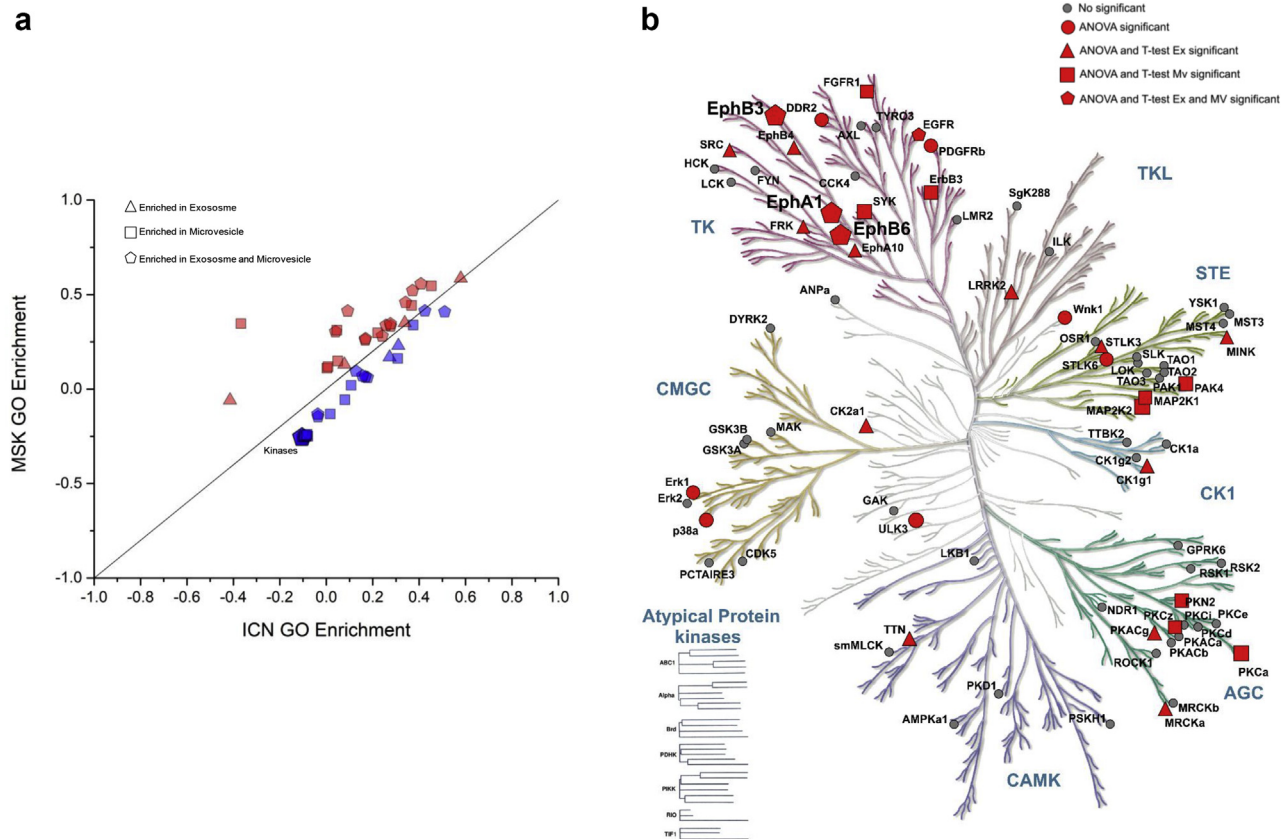 a
Enriched in Exososme
Enriched in Microvesicle
Enriched in Exososme and Microvesicle
MSK GO Enrichment
1.0
0.5
0.0
-0.5
-1.0
Kinases
-1.0 -0.8 -0.6 -0.4 -0.2 0.0 0.2 0.4 0.6 0.8 1.0
ICN GO Enrichment
b
No significant
ANOVA significant
ANOVA and T-test Ex significant
ANOVA and T-test Mv significant
ANOVA and T-test Ex and MV significant
TK
FGFR1
EphB3
DDR2
TYRO3
AXL
EGFR
EphB4
SRC
PDGFRb
HCK
FYN
LCK
CCK4
ErbB3
EphA1
SYK
LMR2
FRK
EphB6
EphA10
TKL
SgK288
ILK
LRRK2
ANPa
STE
Wnk1
YSK1
MST3
MST4
OSR1
STLK3
MINK
SLK
STLK6
LOK
TAO1
TAO2
TAO3
PAK1
PAK4
MAP2K1
MAP2K2
CMGC
DYRK2
CK2a1
MAK
GSK3B
GSK3A
Erk1
Erk2
p38a
PCTAIRE3
CDK5
CK1
TTBK2
CK1a
CK1g2
CK1g1
GAK
ULK3
LKB1
AGC
GPRK6
RSK2
RSK1
NDR1
PKN2
PKCz
PKCi
PKCe
PKCd
PKACg
PKACa
PKACb
ROCK1
PKCa
MRCKb
MRCKa
CAMK
TTN
smMLCK
PKD1
AMPKa1
PSKH1
Atypical Protein
kinases
ABC1
Alpha
Brd
PDHK
PIKK
RIO
TIF1